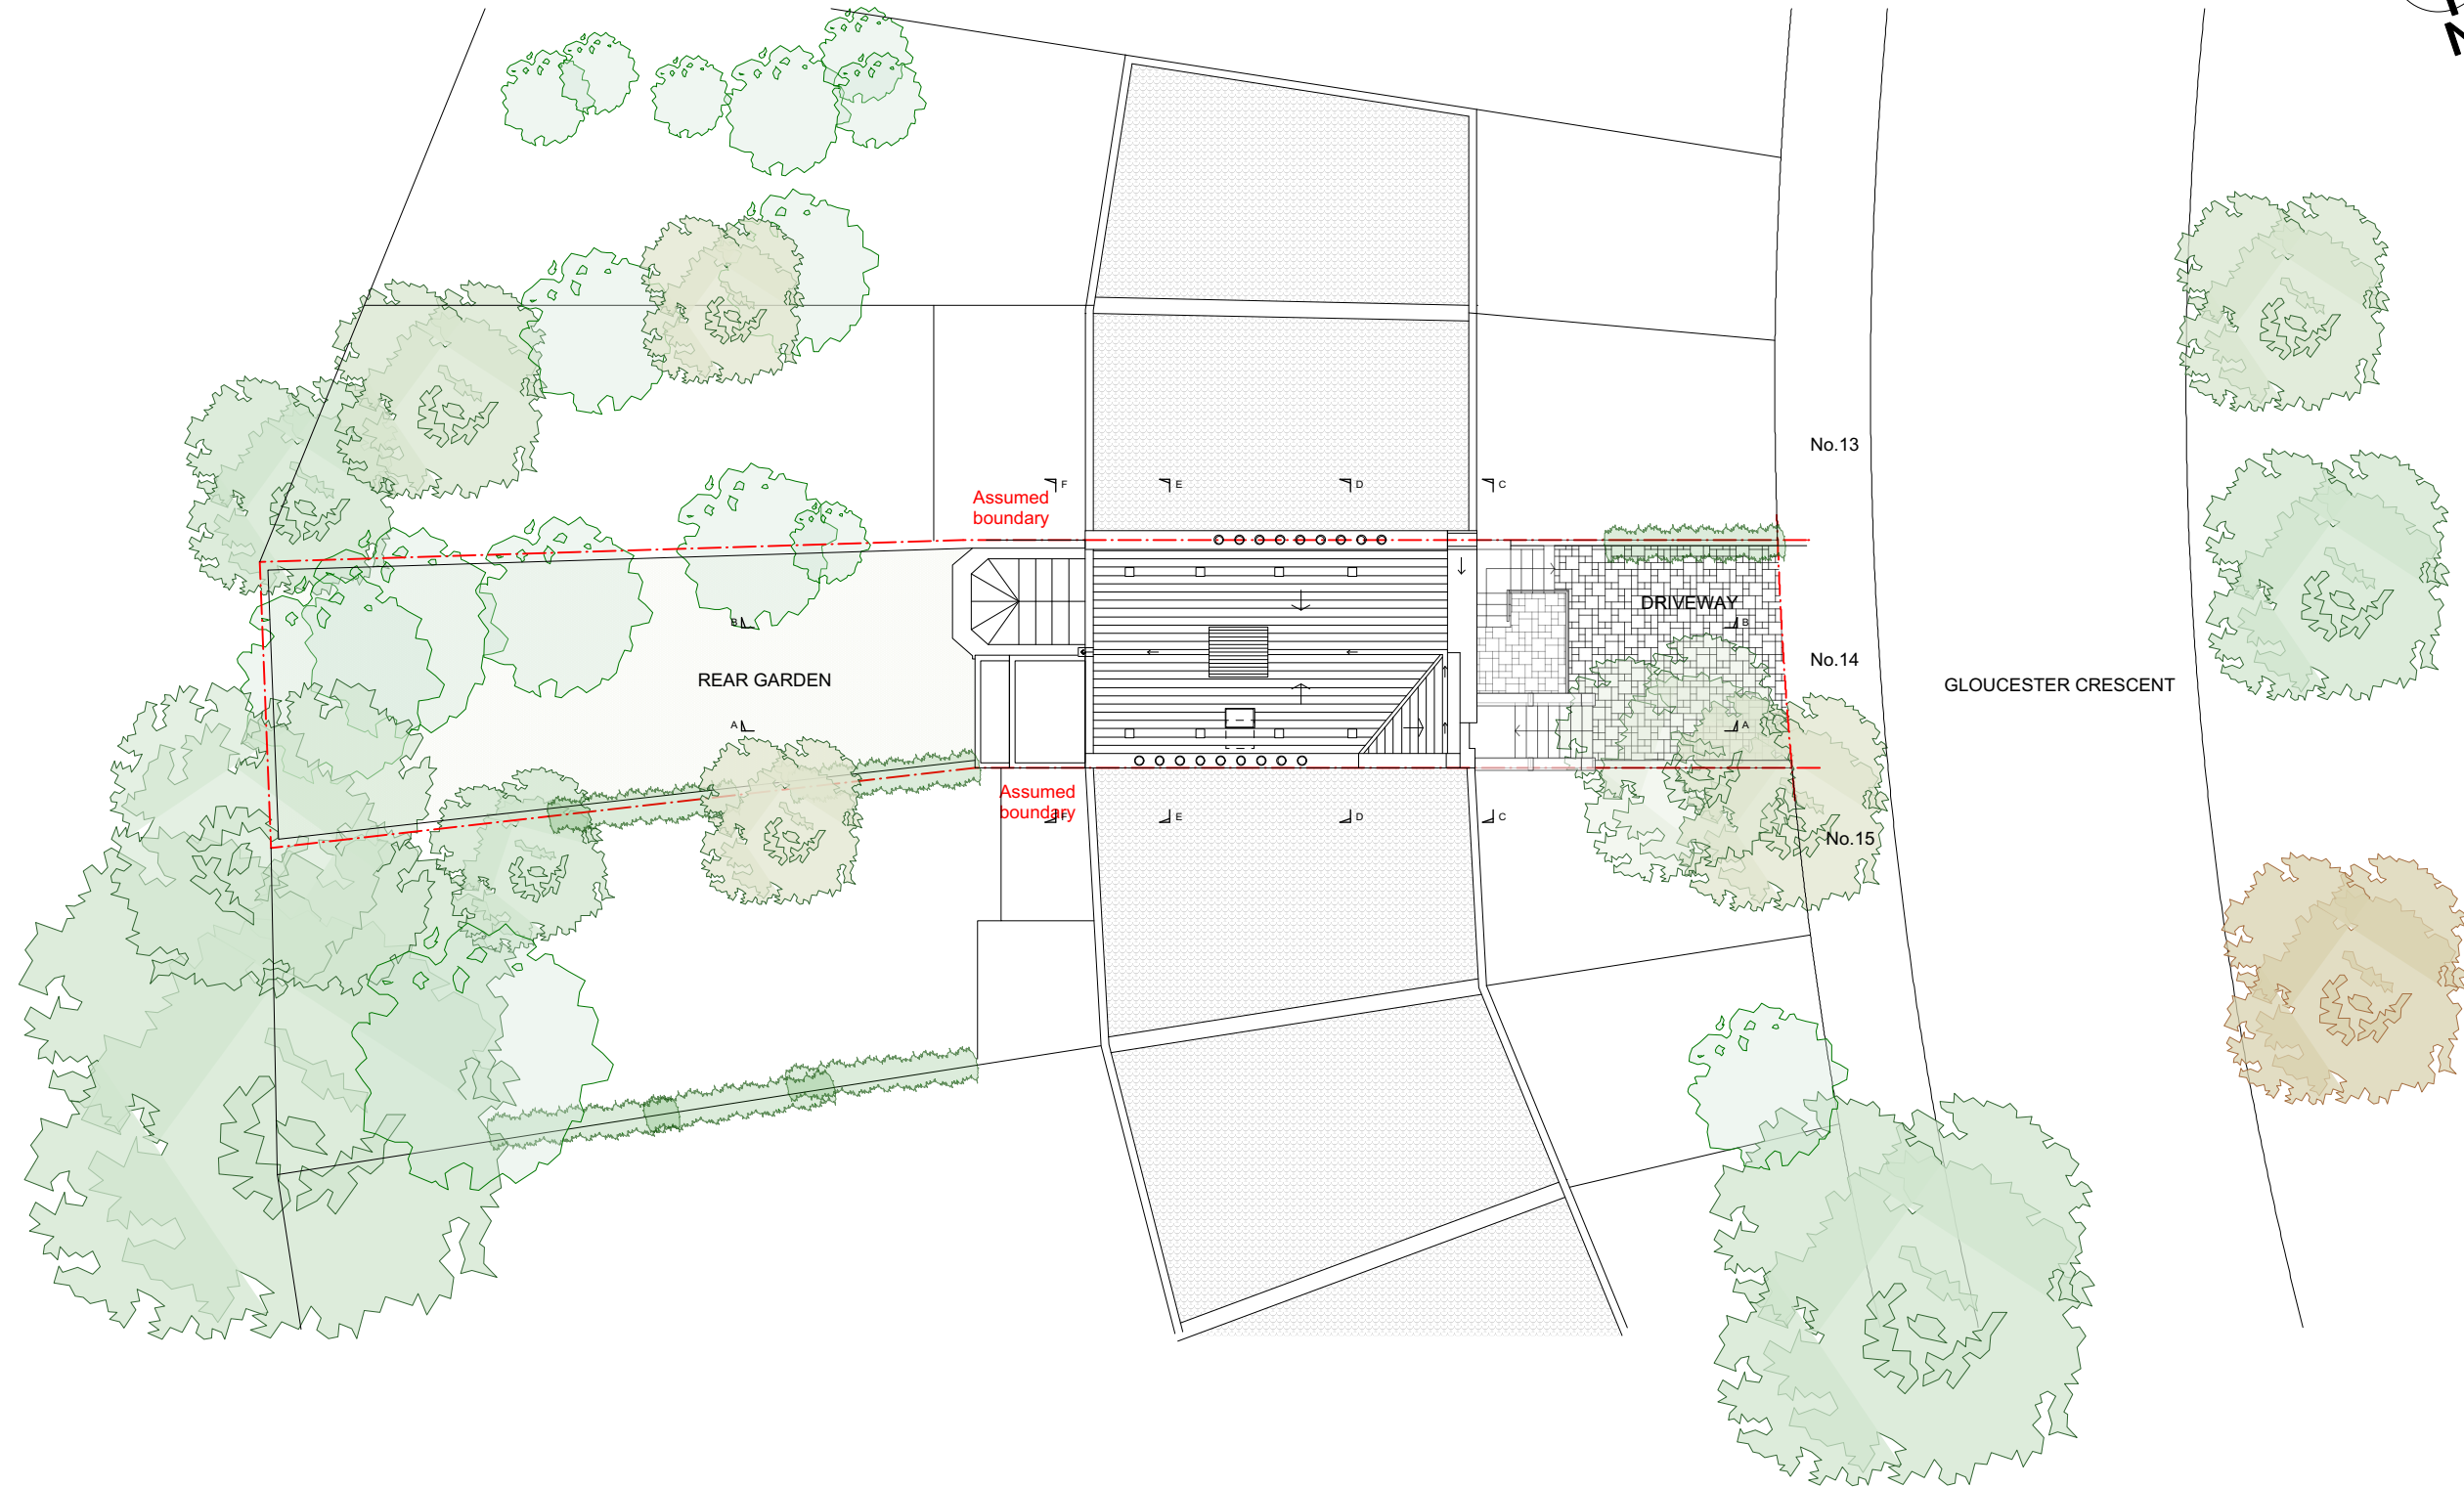 N
No.13
F
E
D
C
Assumed
boundary
DRIVEWAY
B
B
No.14
REAR GARDEN
GLOUCESTER CRESCENT
A
A
Assumed
boundary
F
E
D
C
No.15